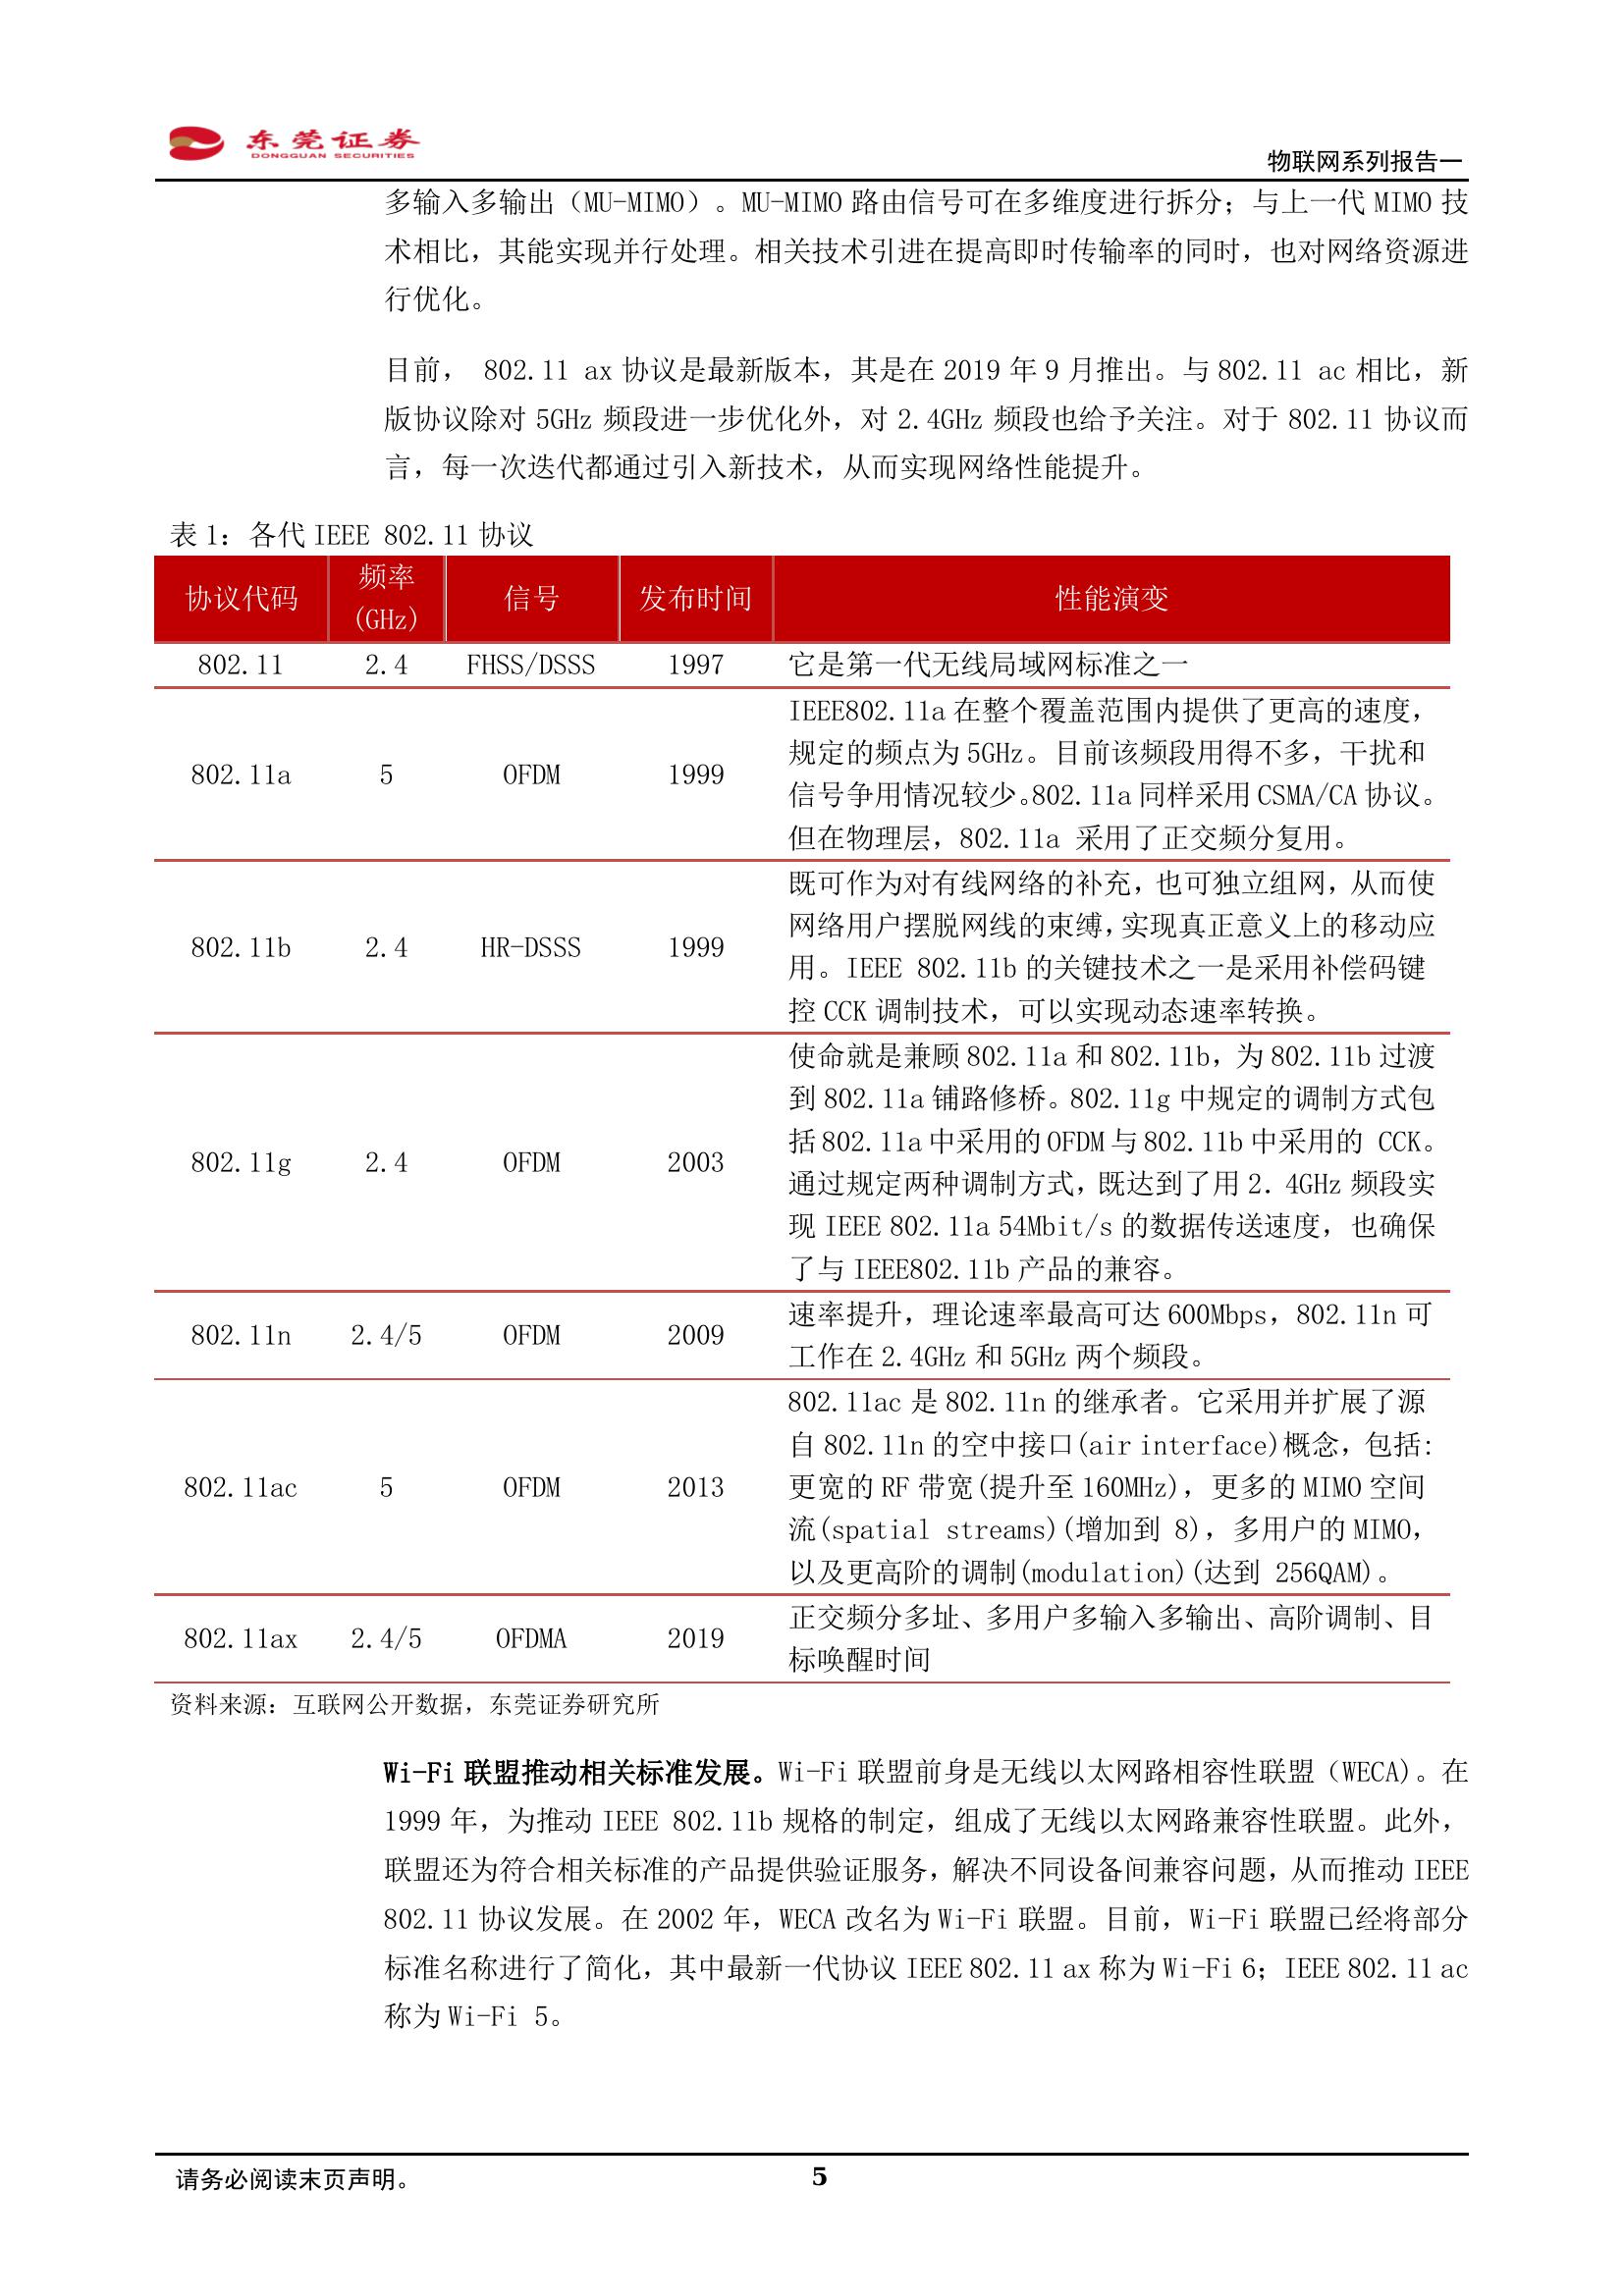 东莞证券
DONGGUAN SECURITIES
物联网系列报告一
多输入多输出（MU-MIMO）。MU-MIMO 路由信号可在多维度进行拆分；与上一代 MIMO 技
术相比，其能实现并行处理。相关技术引进在提高即时传输率的同时，也对网络资源进
行优化。
目前， 802.11 ax 协议是最新版本，其是在 2019 年 9 月推出。与 802.11 ac 相比，新
版协议除对 5GHz 频段进一步优化外，对 2.4GHz 频段也给予关注。对于 802.11 协议而
言，每一次迭代都通过引入新技术，从而实现网络性能提升。
表 1：各代 IEEE 802.11 协议
协议代码 频率 (GHz) 信号 发布时间 性能演变
802.11 2.4 FHSS/DSSS 1997 它是第一代无线局域网标准之一
802.11a 5 OFDM 1999
IEEE802.11a 在整个覆盖范围内提供了更高的速度，
规定的频点为 5GHz。目前该频段用得不多，干扰和
信号争用情况较少。802.11a 同样采用 CSMA/CA 协议。
但在物理层，802.11a 采用了正交频分复用。
802.11b 2.4 HR-DSSS 1999
既可作为对有线网络的补充，也可独立组网，从而使
网络用户摆脱网线的束缚，实现真正意义上的移动应
用。IEEE 802.11b 的关键技术之一是采用补偿码键
控 CCK 调制技术，可以实现动态速率转换。
802.11g 2.4 OFDM 2003
使命就是兼顾 802.11a 和 802.11b，为 802.11b 过渡
到 802.11a 铺路修桥。802.11g 中规定的调制方式包
括 802.11a 中采用的 OFDM 与 802.11b 中采用的 CCK。
通过规定两种调制方式，既达到了用 2．4GHz 频段实
现 IEEE 802.11a 54Mbit/s 的数据传送速度，也确保
了与 IEEE802.11b 产品的兼容。
802.11n 2.4/5 OFDM 2009
速率提升，理论速率最高可达 600Mbps，802.11n 可
工作在 2.4GHz 和 5GHz 两个频段。
802.11ac 5 OFDM 2013
802.11ac 是 802.11n 的继承者。它采用并扩展了源
自 802.11n 的空中接口(air interface)概念，包括:
更宽的 RF 带宽(提升至 160MHz)，更多的 MIMO 空间
流(spatial streams)(增加到 8)，多用户的 MIMO，
以及更高阶的调制(modulation)(达到 256QAM)。
802.11ax 2.4/5 OFDMA 2019
正交频分多址、多用户多输入多输出、高阶调制、目
标唤醒时间
资料来源：互联网公开数据，东莞证券研究所
Wi-Fi 联盟推动相关标准发展。Wi-Fi 联盟前身是无线以太网路相容性联盟（WECA）。在
1999 年，为推动 IEEE 802.11b 规格的制定，组成了无线以太网路兼容性联盟。此外，
联盟还为符合相关标准的产品提供验证服务，解决不同设备间兼容问题，从而推动 IEEE
802.11 协议发展。在 2002 年，WECA 改名为 Wi-Fi 联盟。目前，Wi-Fi 联盟已经将部分
标准名称进行了简化，其中最新一代协议 IEEE 802.11 ax 称为 Wi-Fi 6；IEEE 802.11 ac
称为 Wi-Fi 5。
请务必阅读末页声明。
5